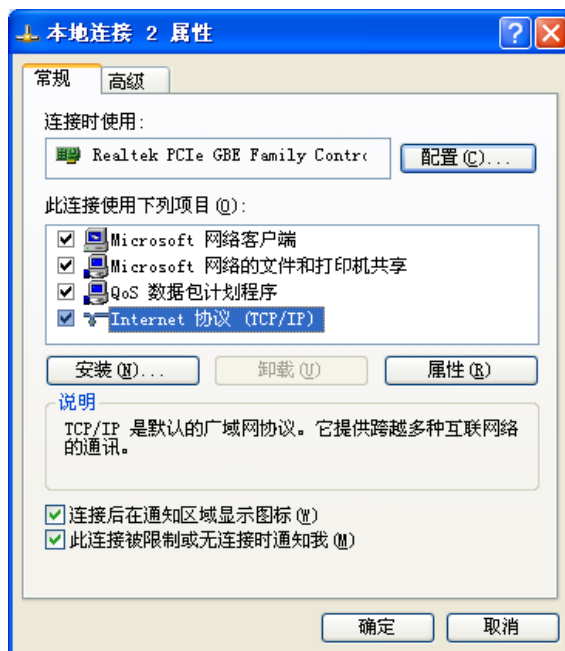 本地连接 2 属性
常规
高级
连接时使用:
Realtek PCIe GBE Family Contr
配置(C)...
此连接使用下列项目(O):
Microsoft 网络客户端
Microsoft 网络的文件和打印机共享
QoS 数据包计划程序
Internet 协议 (TCP/IP)
安装(N)...
卸载(U)
属性(R)
说明
TCP/IP 是默认的广域网协议。它提供跨越多种互联网络
的通讯。
连接后在通知区域显示图标(W)
此连接被限制或无连接时通知我(M)
确定
取消